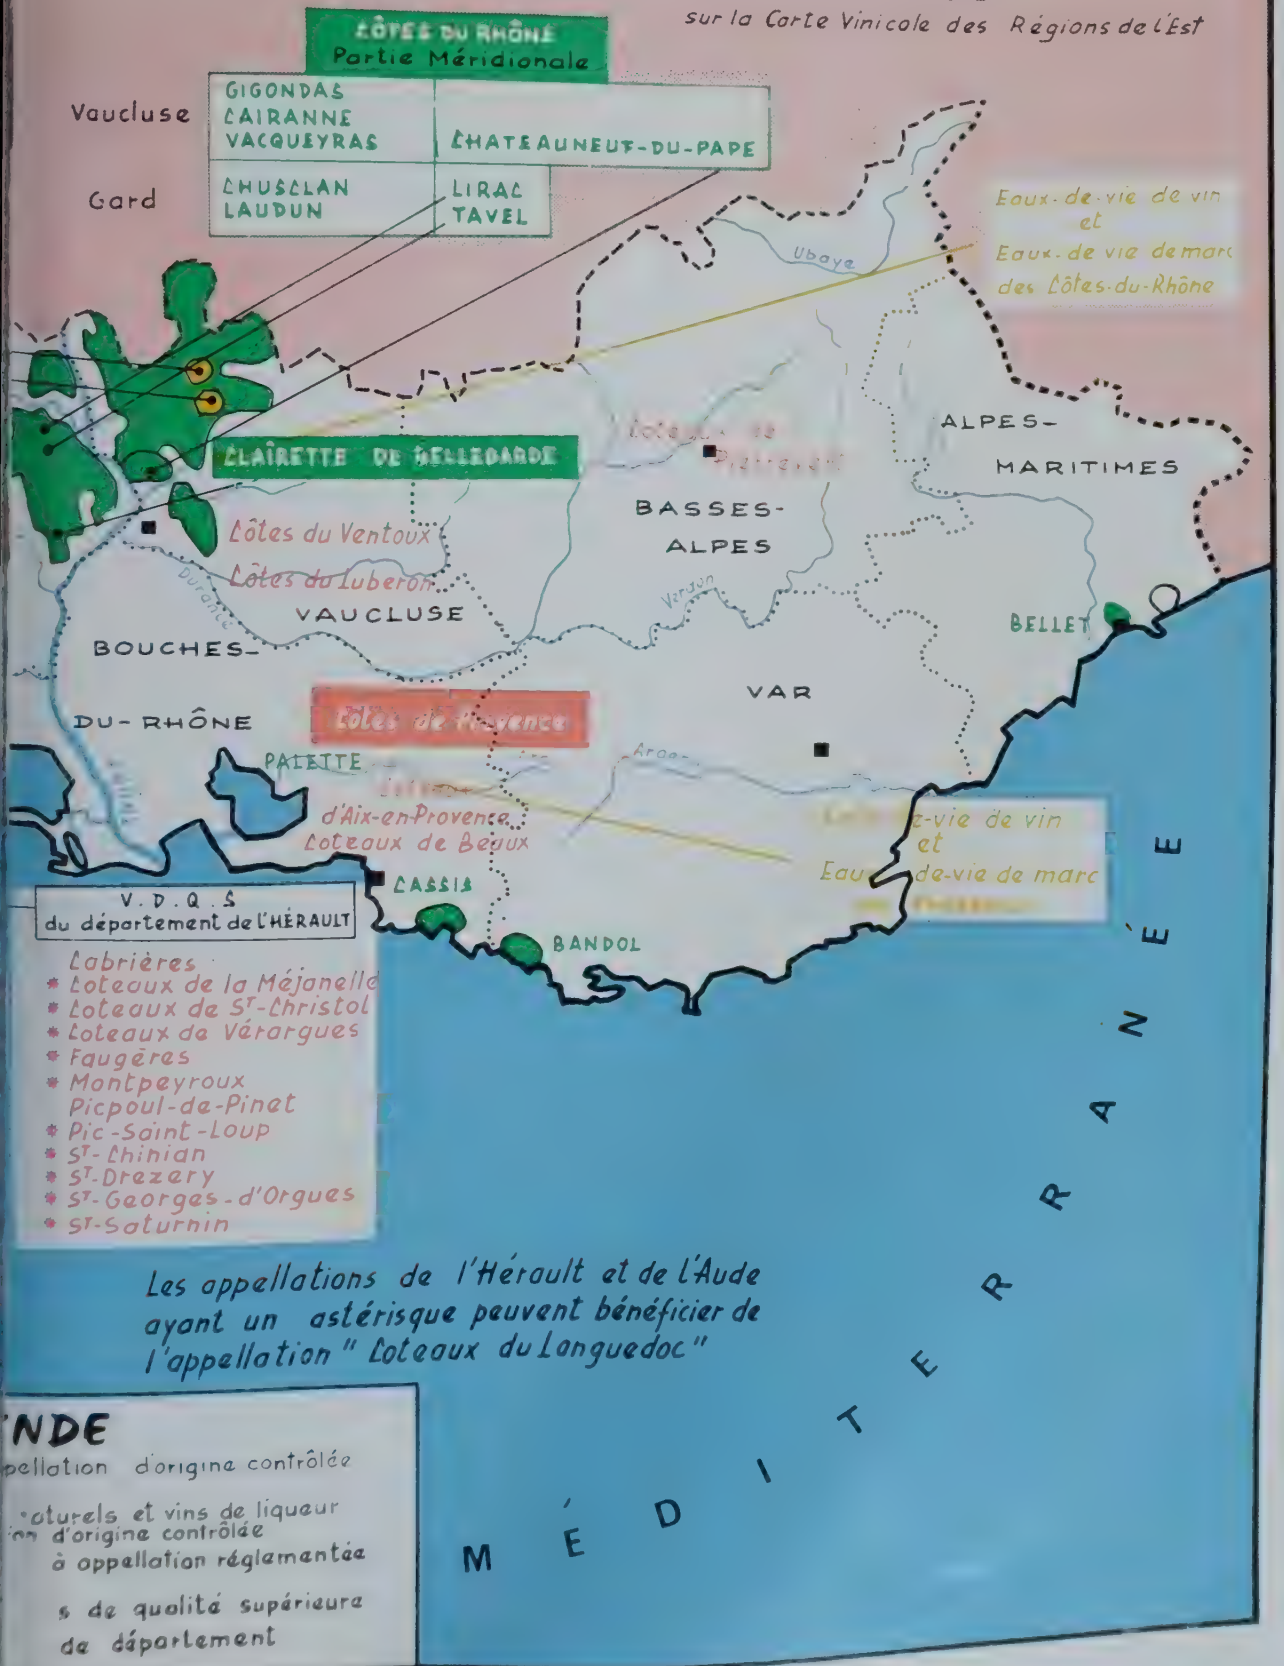 sur la Carte Vinicole des Régions de l'Est
CÔTES DU RHÔNE
Partie Méridionale
Vaucluse
GIGONDAS
CAIRANNE
VACQUEYRAS
CHATEAUNEUF-DU-PAPE
Gard
CHUSCLAN
LAUDUN
LIRAC
TAVEL
Eaux-de-vie de vin
et
Eaux-de vie de marc
des Côtes-du-Rhône
Ubaye
CLAIRETTE DE BELLEGARDE
ALPES-
MARITIMES
BASSES-
ALPES
Côtes du Ventoux
Côtes du Luberon
Durance
VAUCLUSE
Verdon
BELLET
BOUCHES-
DU-RHÔNE
VAR
Côtes de Provence
PALETTE
d'Aix-en-Provence
Coteaux de Beaux
-vie de vin
et
Eaux-de-vie de marc
CASSIS
BANDOL
V.D.Q.S
du département de L'HÉRAULT
Cabrières
* Coteaux de la Méjanelle
* Coteaux de Sᵀ-Christol
* Coteaux de Vérargues
* Faugères
* Montpeyroux
Picpoul-de-Pinet
* Pic-Saint-Loup
* Sᵀ-Chinian
* Sᵀ-Drezery
* Sᵀ-Georges-d'Orgues
* Sᵀ-Saturnin
Les appellations de l'Hérault et de l'Aude
ayant un astérisque peuvent bénéficier de
l'appellation "Coteaux du Languedoc"
MÉDITERRANÉE
NDE
pellation d'origine contrôlée
aturels et vins de liqueur
on d'origine contrôlée
à appellation réglementée
s de qualité supérieure
de département